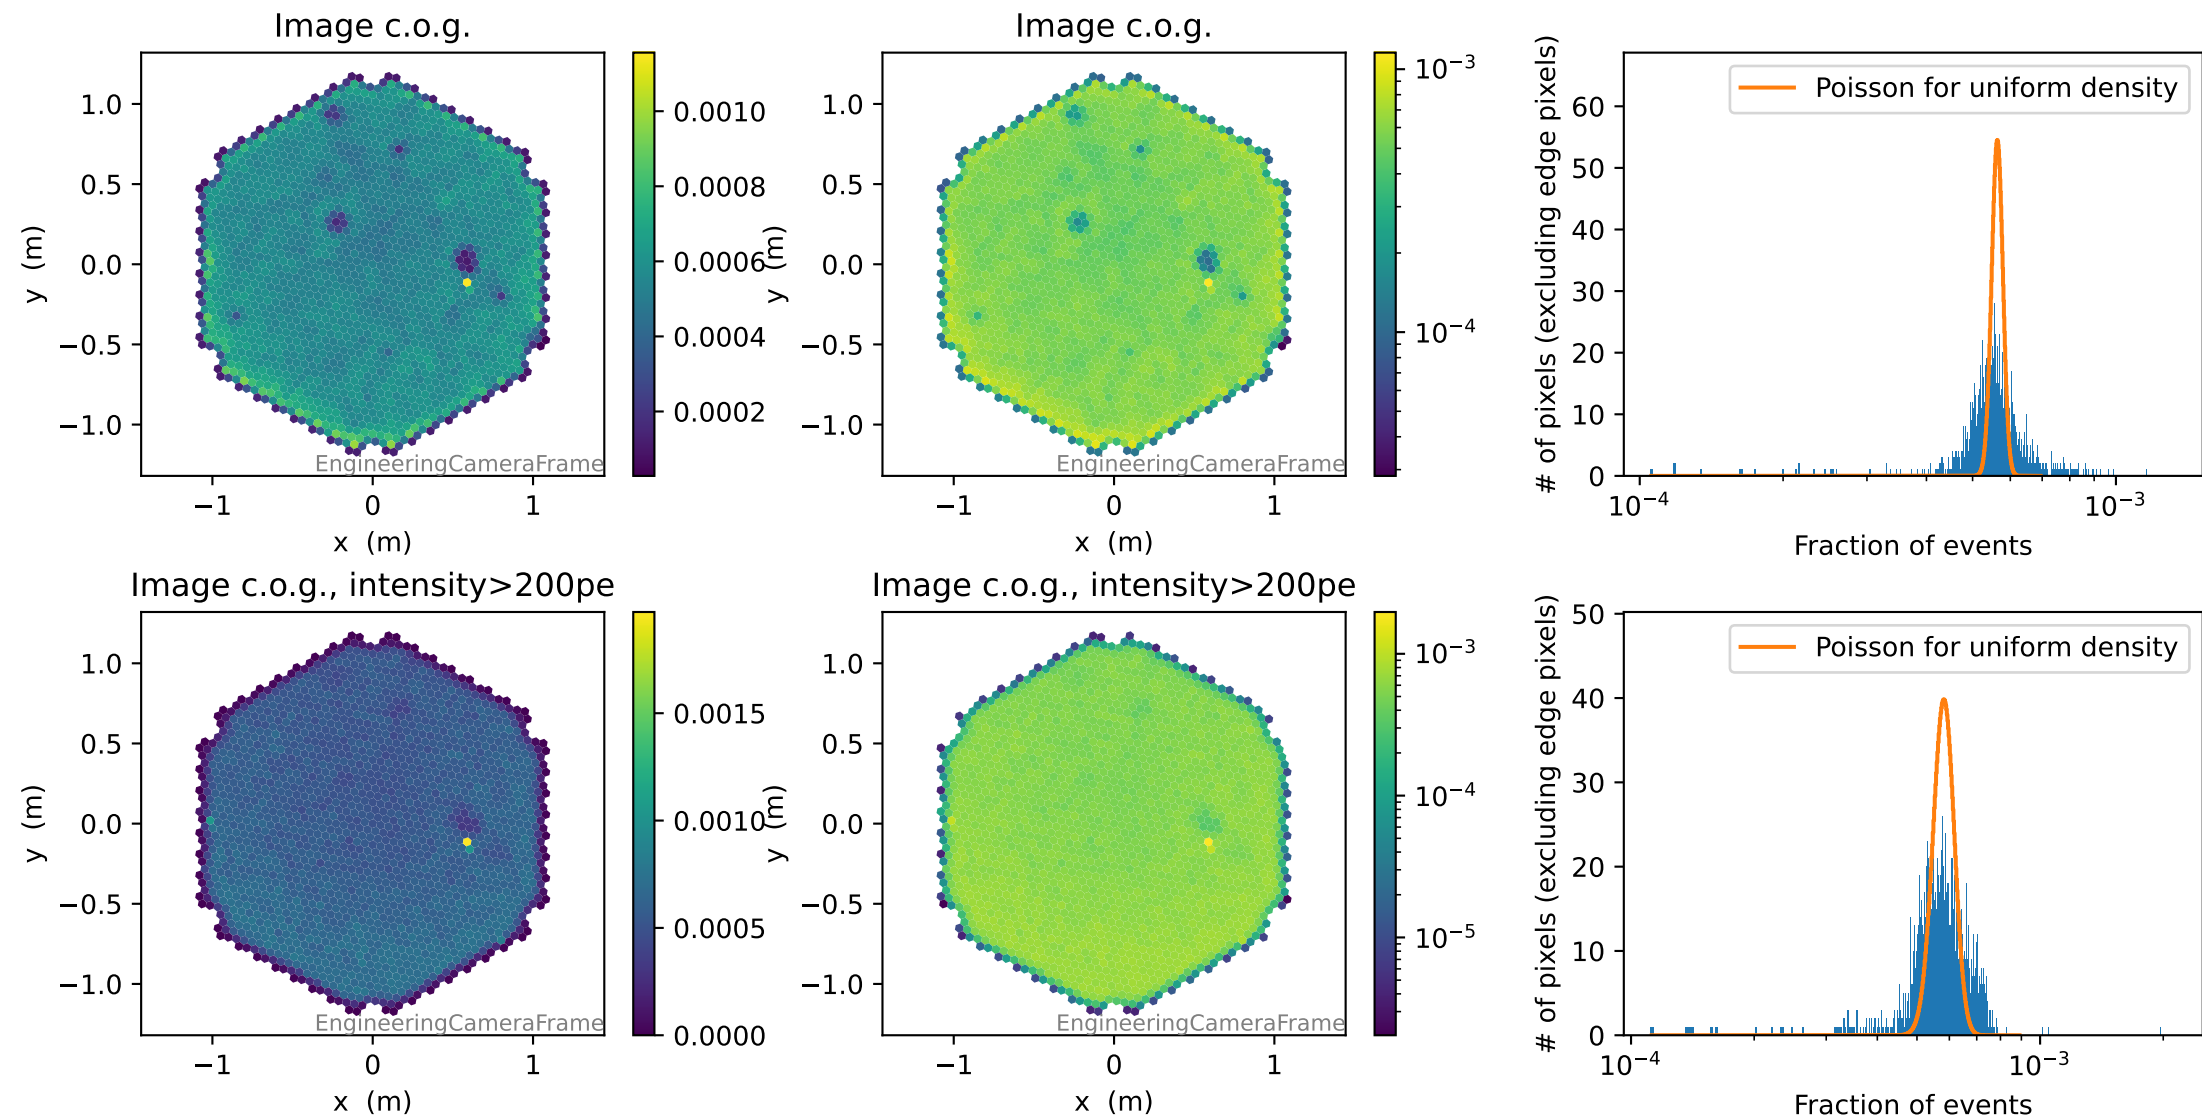 Image c.o.g.
1.0
0.5
0.0
−0.5
−1.0
y (m)
−1
0
1
x (m)
EngineeringCameraFrame
0.0010
0.0008
0.0006
0.0004
0.0002
Image c.o.g.
1.0
0.5
0.0
−0.5
−1.0
y (m)
−1
0
1
x (m)
EngineeringCameraFrame
10⁻³
10⁻⁴
# of pixels (excluding edge pixels)
60
50
40
30
20
10
0
Poisson for uniform density
10⁻⁴
10⁻³
Fraction of events
Image c.o.g., intensity>200pe
1.0
0.5
0.0
−0.5
−1.0
y (m)
−1
0
1
x (m)
EngineeringCameraFrame
0.0015
0.0010
0.0005
0.0000
Image c.o.g., intensity>200pe
1.0
0.5
0.0
−0.5
−1.0
y (m)
−1
0
1
x (m)
EngineeringCameraFrame
10⁻³
10⁻⁴
10⁻⁵
# of pixels (excluding edge pixels)
50
40
30
20
10
0
Poisson for uniform density
10⁻⁴
10⁻³
Fraction of events